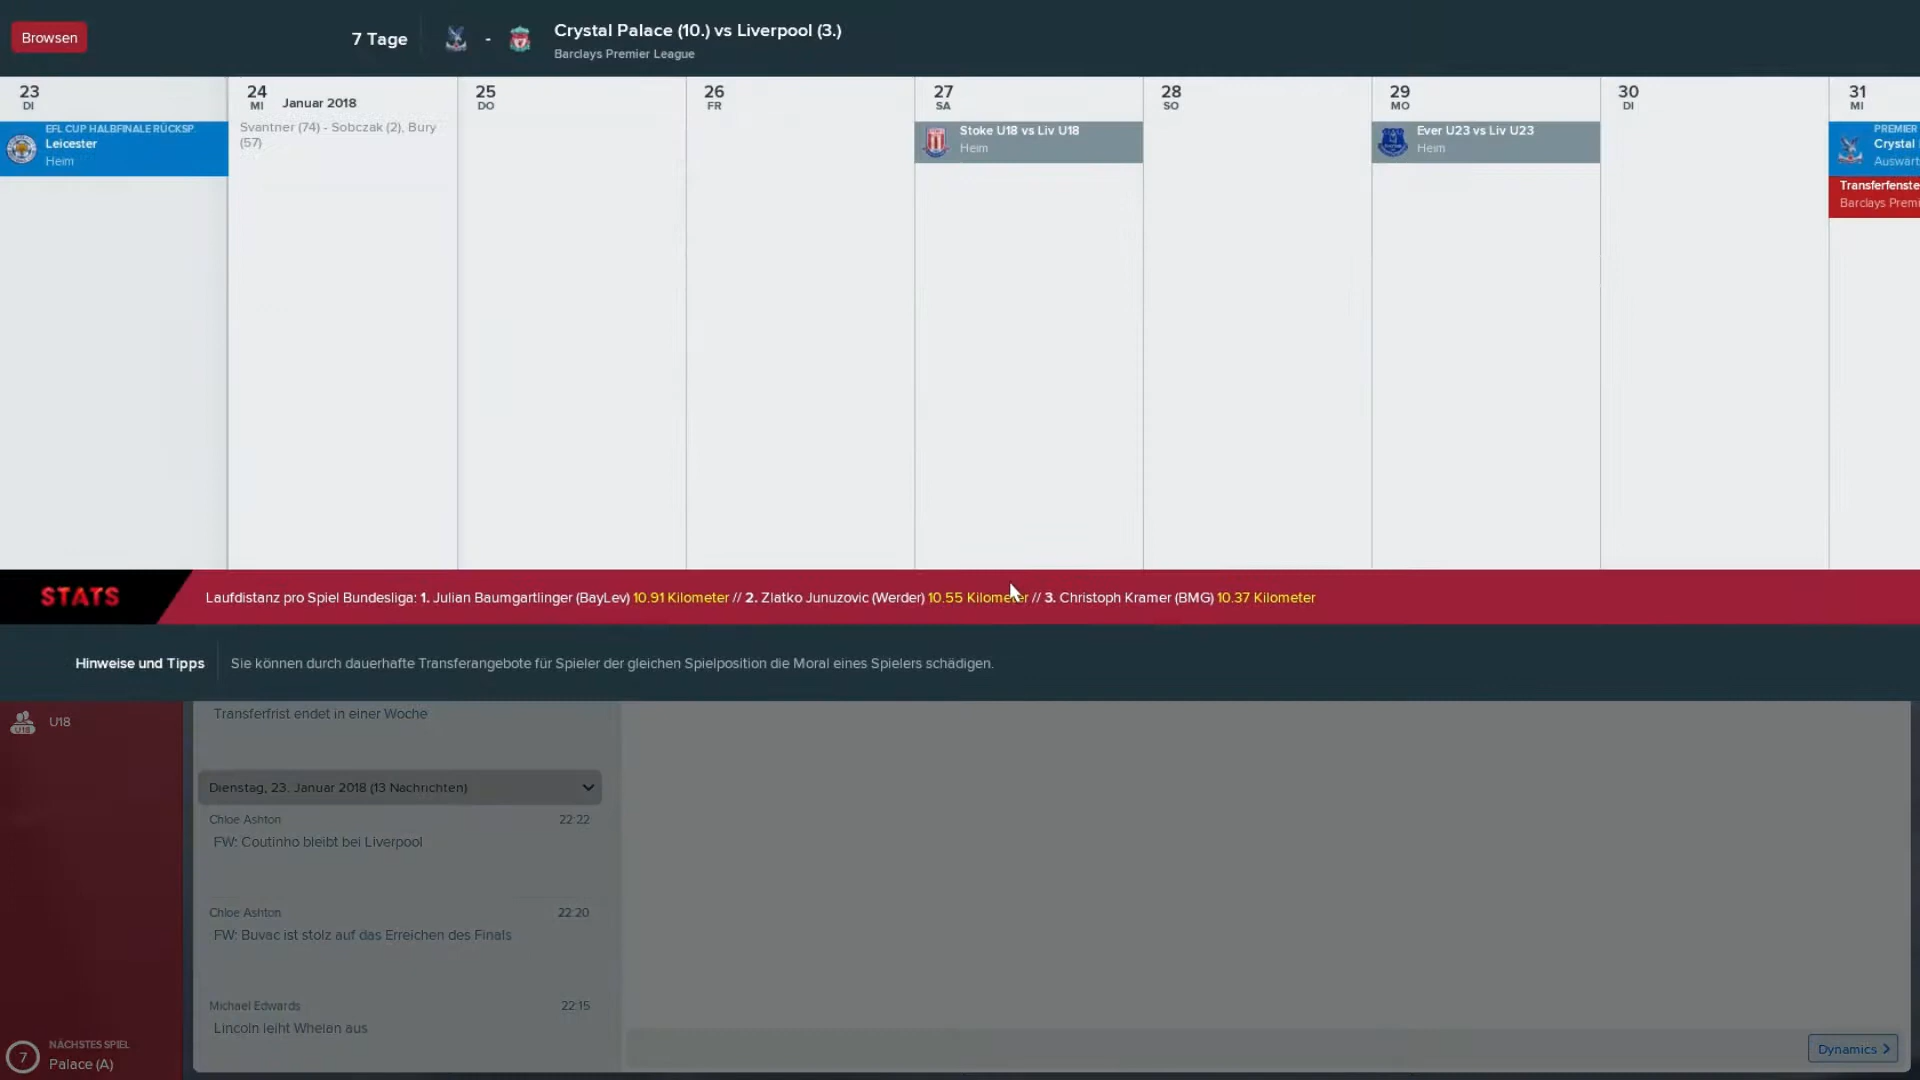 Browsen
7 Tage
-
Crystal Palace (10.) vs Liverpool (3.)
Barclays Premier League
23
DI
EFL CUP HALBFINALE RÜCKSP.
Leicester
Heim
24
MI
Januar 2018
Svantner (74) - Sobczak (2), Bury
(57)
25
DO
26
FR
27
SA
Stoke U18 vs Liv U18
Heim
28
SO
29
MO
Ever U23 vs Liv U23
Heim
30
DI
31
MI
PREMIER
Crystal
Auswärts
Transferfenste
Barclays Premi
STATS
Laufdistanz pro Spiel Bundesliga: 1. Julian Baumgartlinger (BayLev) 10.91 Kilometer // 2. Zlatko Junuzovic (Werder) 10.55 Kilometer // 3. Christoph Kramer (BMG) 10.37 Kilometer
Hinweise und Tipps
Sie können durch dauerhafte Transferangebote für Spieler der gleichen Spielposition die Moral eines Spielers schädigen.
U18
U18
Transferfrist endet in einer Woche
Dienstag, 23. Januar 2018 (13 Nachrichten)
Chloe Ashton 22:22
FW: Coutinho bleibt bei Liverpool
Chloe Ashton 22:20
FW: Buvac ist stolz auf das Erreichen des Finals
Michael Edwards 22:15
Lincoln leiht Whelan aus
7
NÄCHSTES SPIEL
Palace (A)
Dynamics